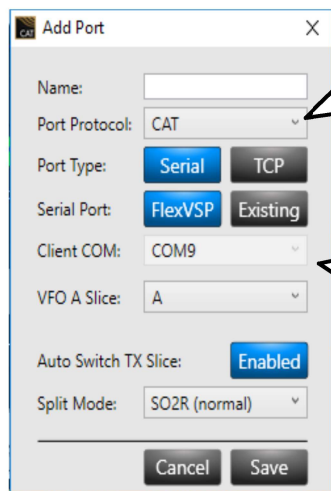 CAT Add Port X
Name:
Port Protocol: CAT
Port Type: Serial TCP
Serial Port: FlexVSP Existing
Client COM: COM9
VFO A Slice: A
Auto Switch TX Slice: Enabled
Split Mode: SO2R (normal)
Cancel Save